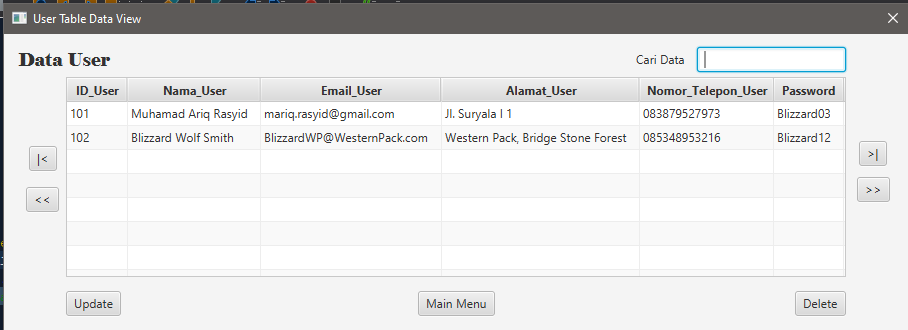 User Table Data View
Data User
Cari Data
ID_User Nama_User Email_User Alamat_User Nomor_Telepon_User Password
101 Muhamad Ariq Rasyid mariq.rasyid@gmail.com Jl. Suryala I 1 083879527973 Blizzard03
102 Blizzard Wolf Smith BlizzardWP@WesternPack.com Western Pack, Bridge Stone Forest 085348953216 Blizzard12
|< >|
<< >>
Update Main Menu Delete